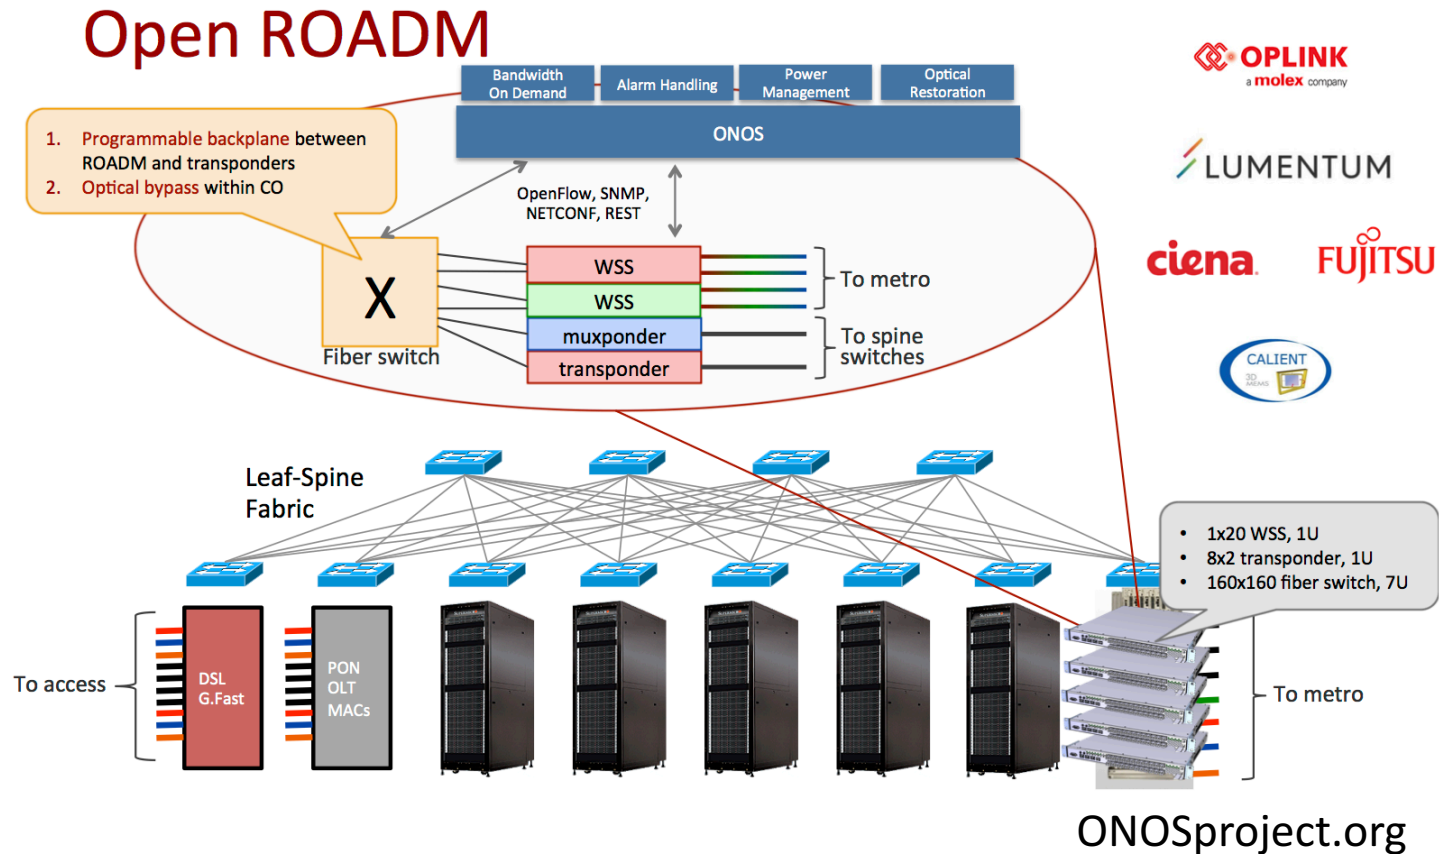 Open ROADM
OPLINK
a molex company
Bandwidth
On Demand
Alarm Handling
Power
Management
Optical
Restoration
ONOS
1. Programmable backplane between
ROADM and transponders
2. Optical bypass within CO
LUMENTUM
OpenFlow, SNMP,
NETCONF, REST
ciena.
FUJITSU
X
Fiber switch
WSS
WSS
muxponder
transponder
To metro
To spine
switches
CALIENT
3D
MEMS
Leaf-Spine
Fabric
• 1x20 WSS, 1U
• 8x2 transponder, 1U
• 160x160 fiber switch, 7U
To access
DSL
G.Fast
PON
OLT
MACs
To metro
ONOSproject.org